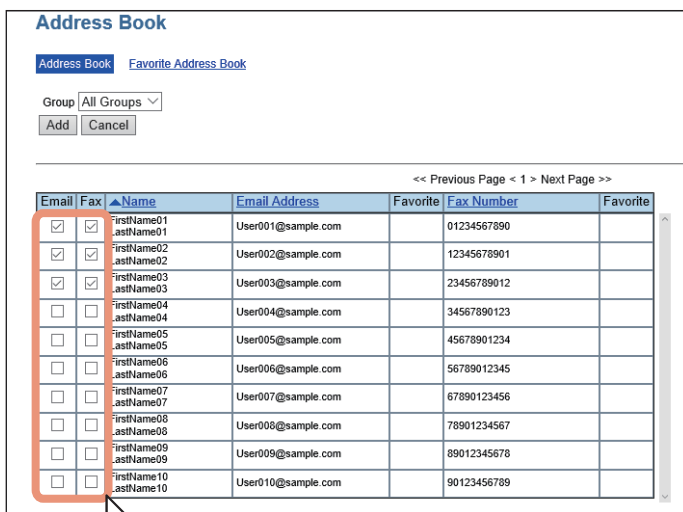 Address Book
Address Book Favorite Address Book
Group All Groups
Add Cancel
<< Previous Page < 1 > Next Page >>
Email Fax Name Email Address Favorite Fax Number Favorite
FirstName01
LastName01 User001@sample.com 01234567890
FirstName02
LastName02 User002@sample.com 12345678901
FirstName03
LastName03 User003@sample.com 23456789012
FirstName04
LastName04 User004@sample.com 34567890123
FirstName05
LastName05 User005@sample.com 45678901234
FirstName06
LastName06 User006@sample.com 56789012345
FirstName07
LastName07 User007@sample.com 67890123456
FirstName08
LastName08 User008@sample.com 78901234567
FirstName09
LastName09 User009@sample.com 89012345678
FirstName10
LastName10 User010@sample.com 90123456789